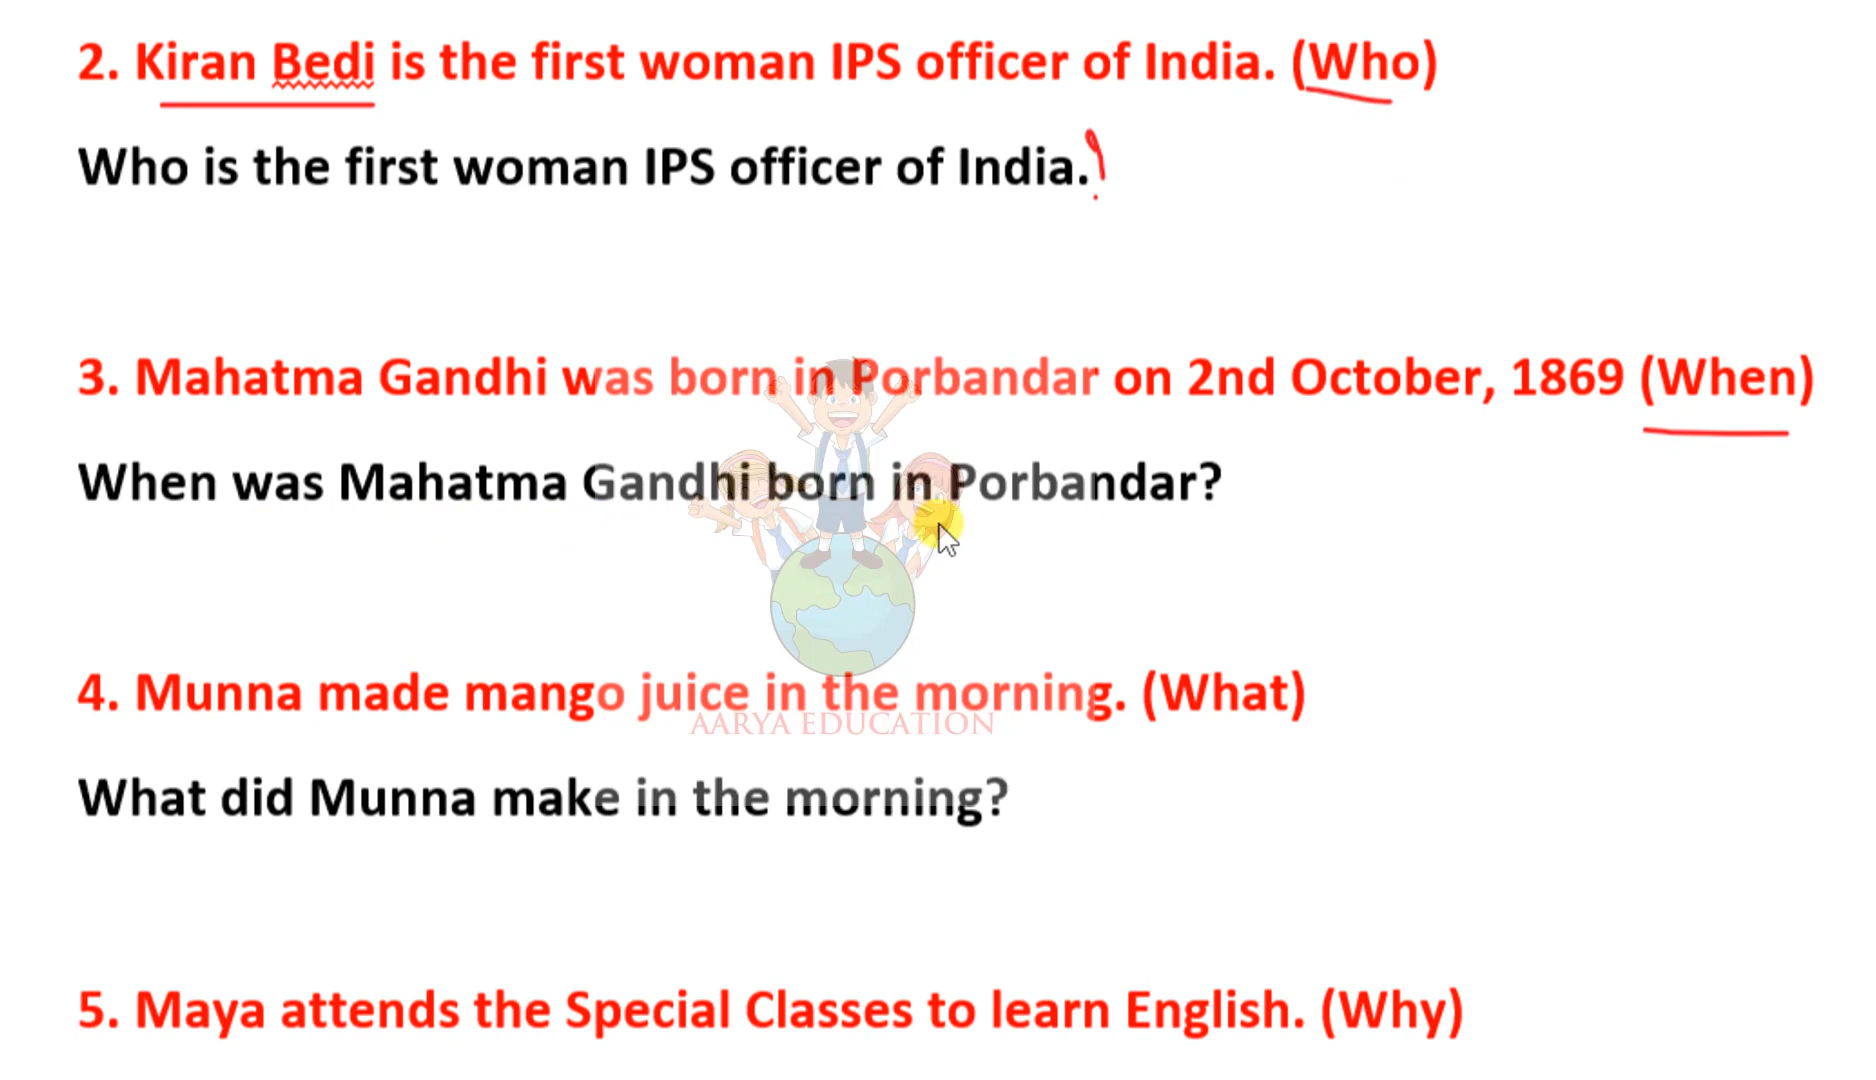 2. Kiran Bedi is the first woman IPS officer of India. (Who)
Who is the first woman IPS officer of India.?
3. Mahatma Gandhi was born in Porbandar on 2nd October, 1869 (When)
When was Mahatma Gandhi born in Porbandar?
4. Munna made mango juice in the morning. (What)
AARYA EDUCATION
What did Munna make in the morning?
5. Maya attends the Special Classes to learn English. (Why)